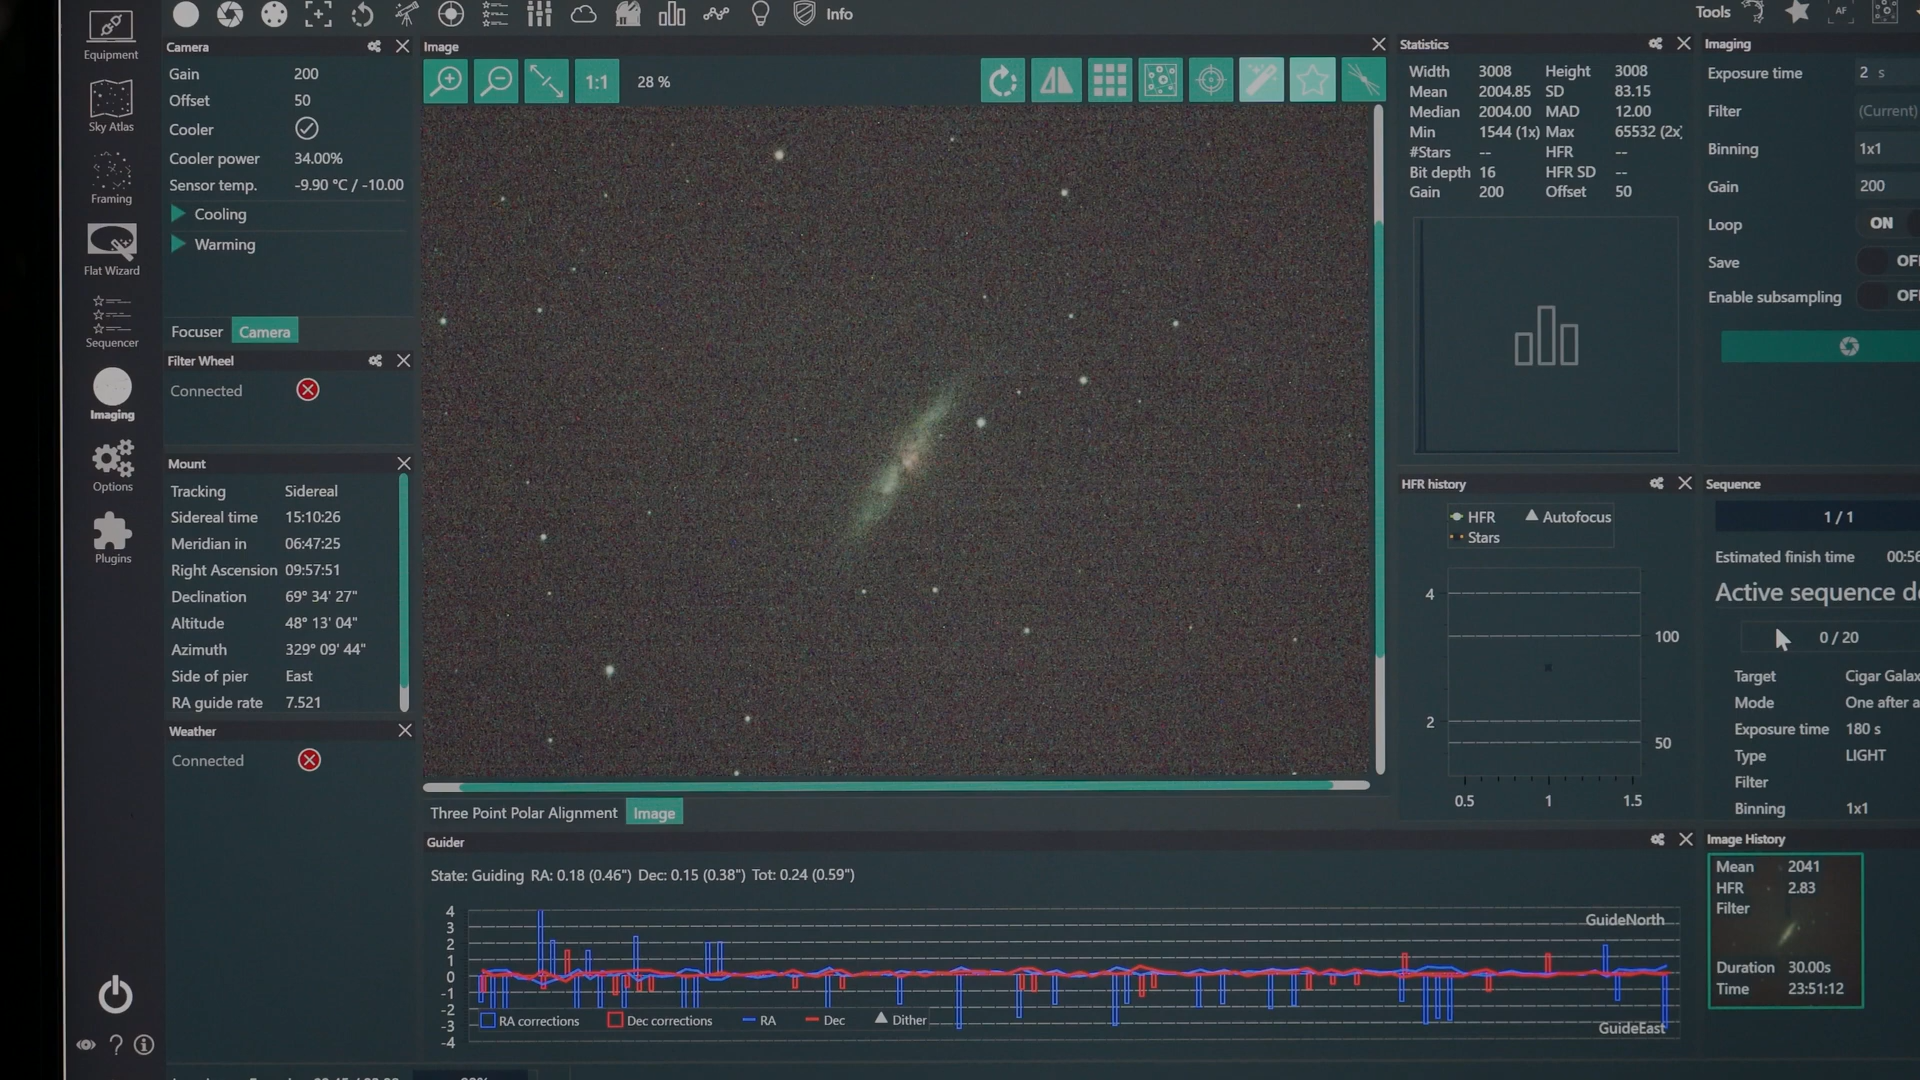 Info
Tools
AF
Equipment
Sky Atlas
Framing
Flat Wizard
Sequencer
Imaging
Options
Plugins
Camera
Gain 200
Offset 50
Cooler
Cooler power 34.00%
Sensor temp. -9.90 °C / -10.00
Cooling
Warming
Focuser Camera
Filter Wheel
Connected
Mount
Tracking Sidereal
Sidereal time 15:10:26
Meridian in 06:47:25
Right Ascension 09:57:51
Declination 69° 34' 27"
Altitude 48° 13' 04"
Azimuth 329° 09' 44"
Side of pier East
RA guide rate 7.521
Weather
Connected
Image
1:1 28 %
Three Point Polar Alignment Image
Guider
State: Guiding RA: 0.18 (0.46") Dec: 0.15 (0.38") Tot: 0.24 (0.59")
4
3
2
1
0
-1
-2
-3
-4
GuideNorth
GuideEast
RA corrections Dec corrections RA Dec Dither
Statistics
Width 3008 Height 3008
Mean 2004.85 SD 83.15
Median 2004.00 MAD 12.00
Min 1544 (1x) Max 65532 (2x)
#Stars -- HFR --
Bit depth 16 HFR SD --
Gain 200 Offset 50
HFR history
HFR Autofocus
Stars
4
2
100
50
0.5 1 1.5
Imaging
Exposure time 2 s
Filter (Current)
Binning 1x1
Gain 200
Loop ON
Save OF
Enable subsampling OF
Sequence
1 / 1
Estimated finish time 00:56
Active sequence de
0 / 20
Target Cigar Galax
Mode One after a
Exposure time 180 s
Type LIGHT
Filter
Binning 1x1
Image History
Mean 2041
HFR 2.83
Filter
Duration 30.00s
Time 23:51:12